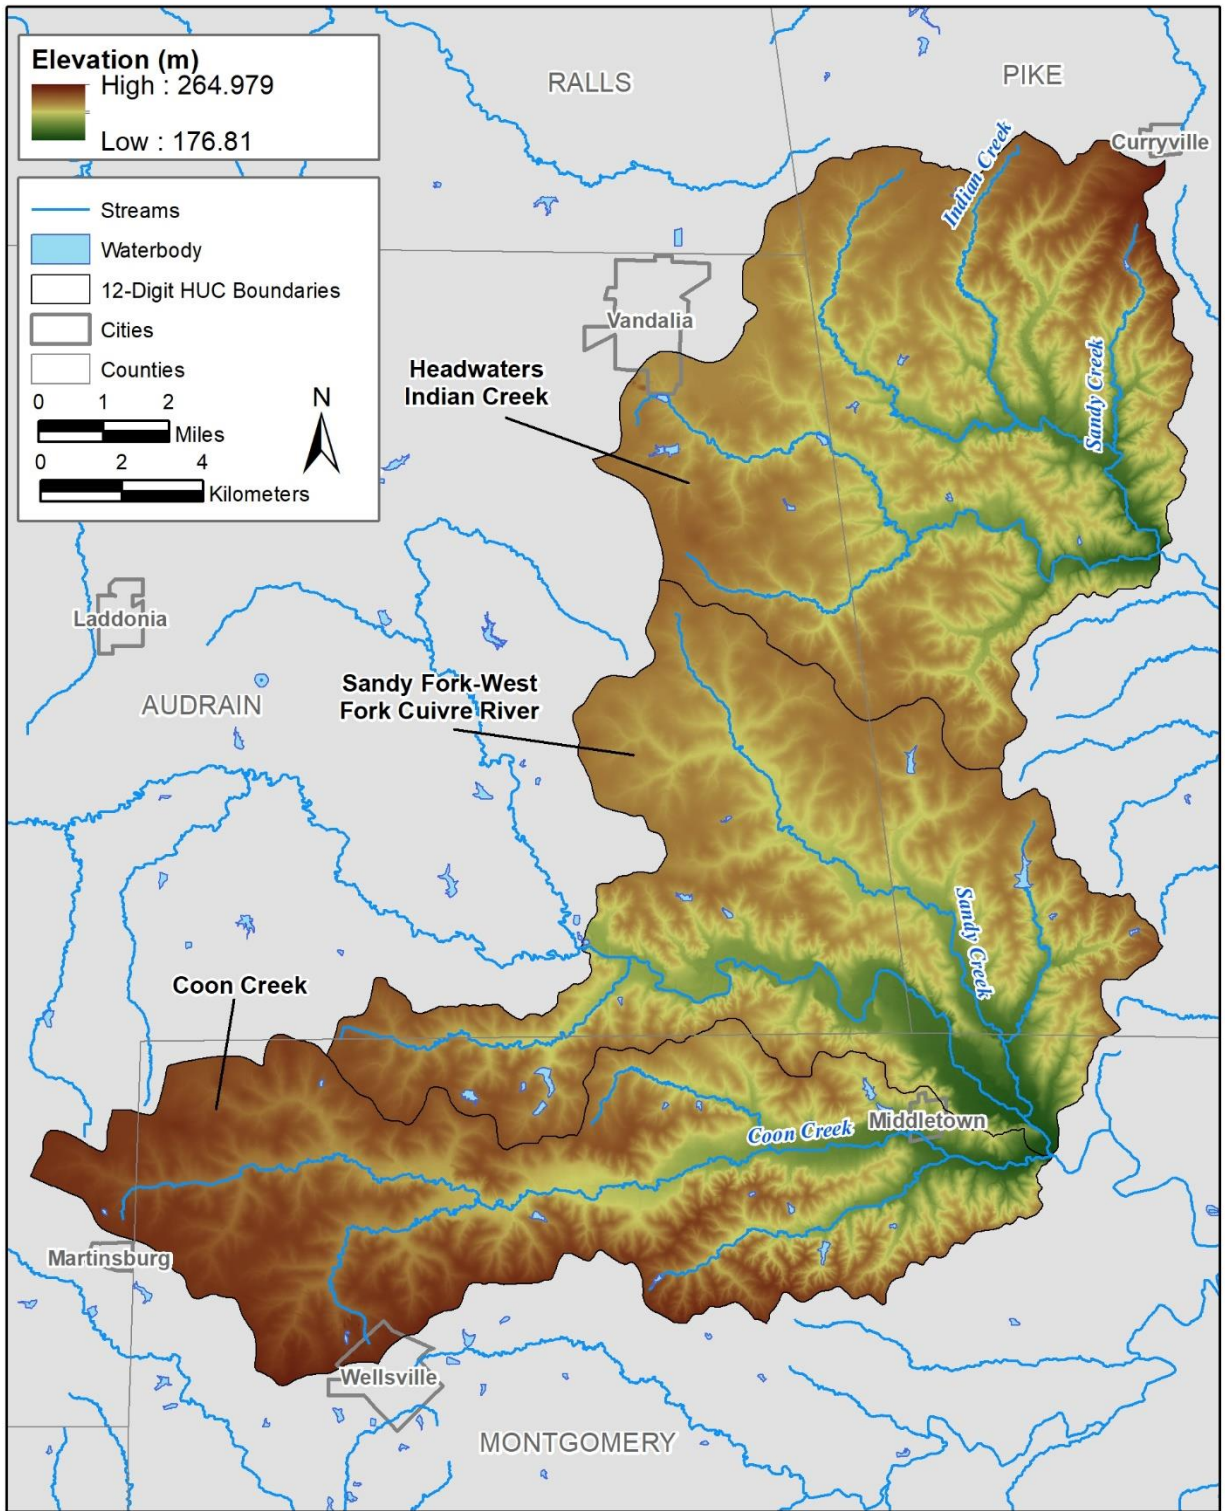 Elevation (m)
High : 264.979
Low : 176.81
Streams
Waterbody
12-Digit HUC Boundaries
Cities
Counties
0 1 2
Miles
0 2 4
Kilometers
N
RALLS
PIKE
Curryville
Indian Creek
Vandalia
Headwaters
Indian Creek
Sandy Creek
Laddonia
AUDRAIN
Sandy Fork-West
Fork Cuivre River
Sandy Creek
Coon Creek
Middletown
Coon Creek
Martinsburg
Wellsville
MONTGOMERY